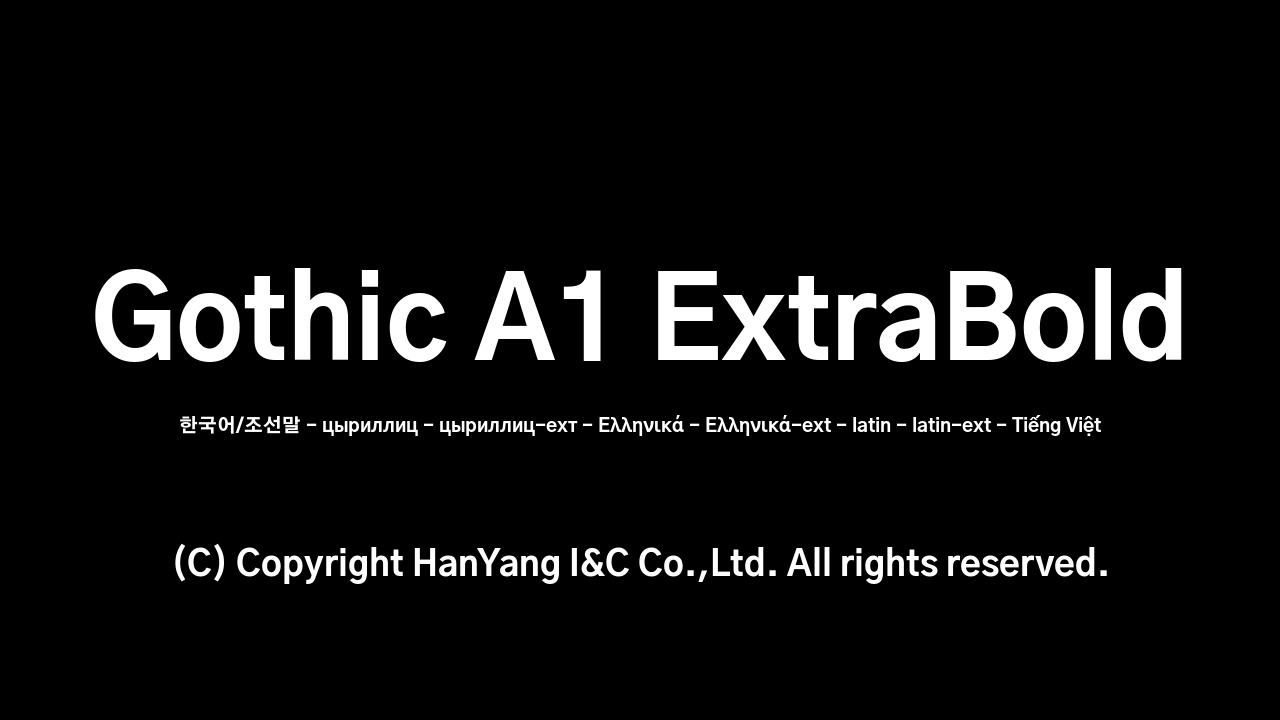 Gothic A1 ExtraBold
한국어/조선말 - цыриллиц - цыриллиц-ехт - Ελληνικά - Ελληνικά-ext - latin - latin-ext - Tiếng Việt
(C) Copyright HanYang I&C Co.,Ltd. All rights reserved.